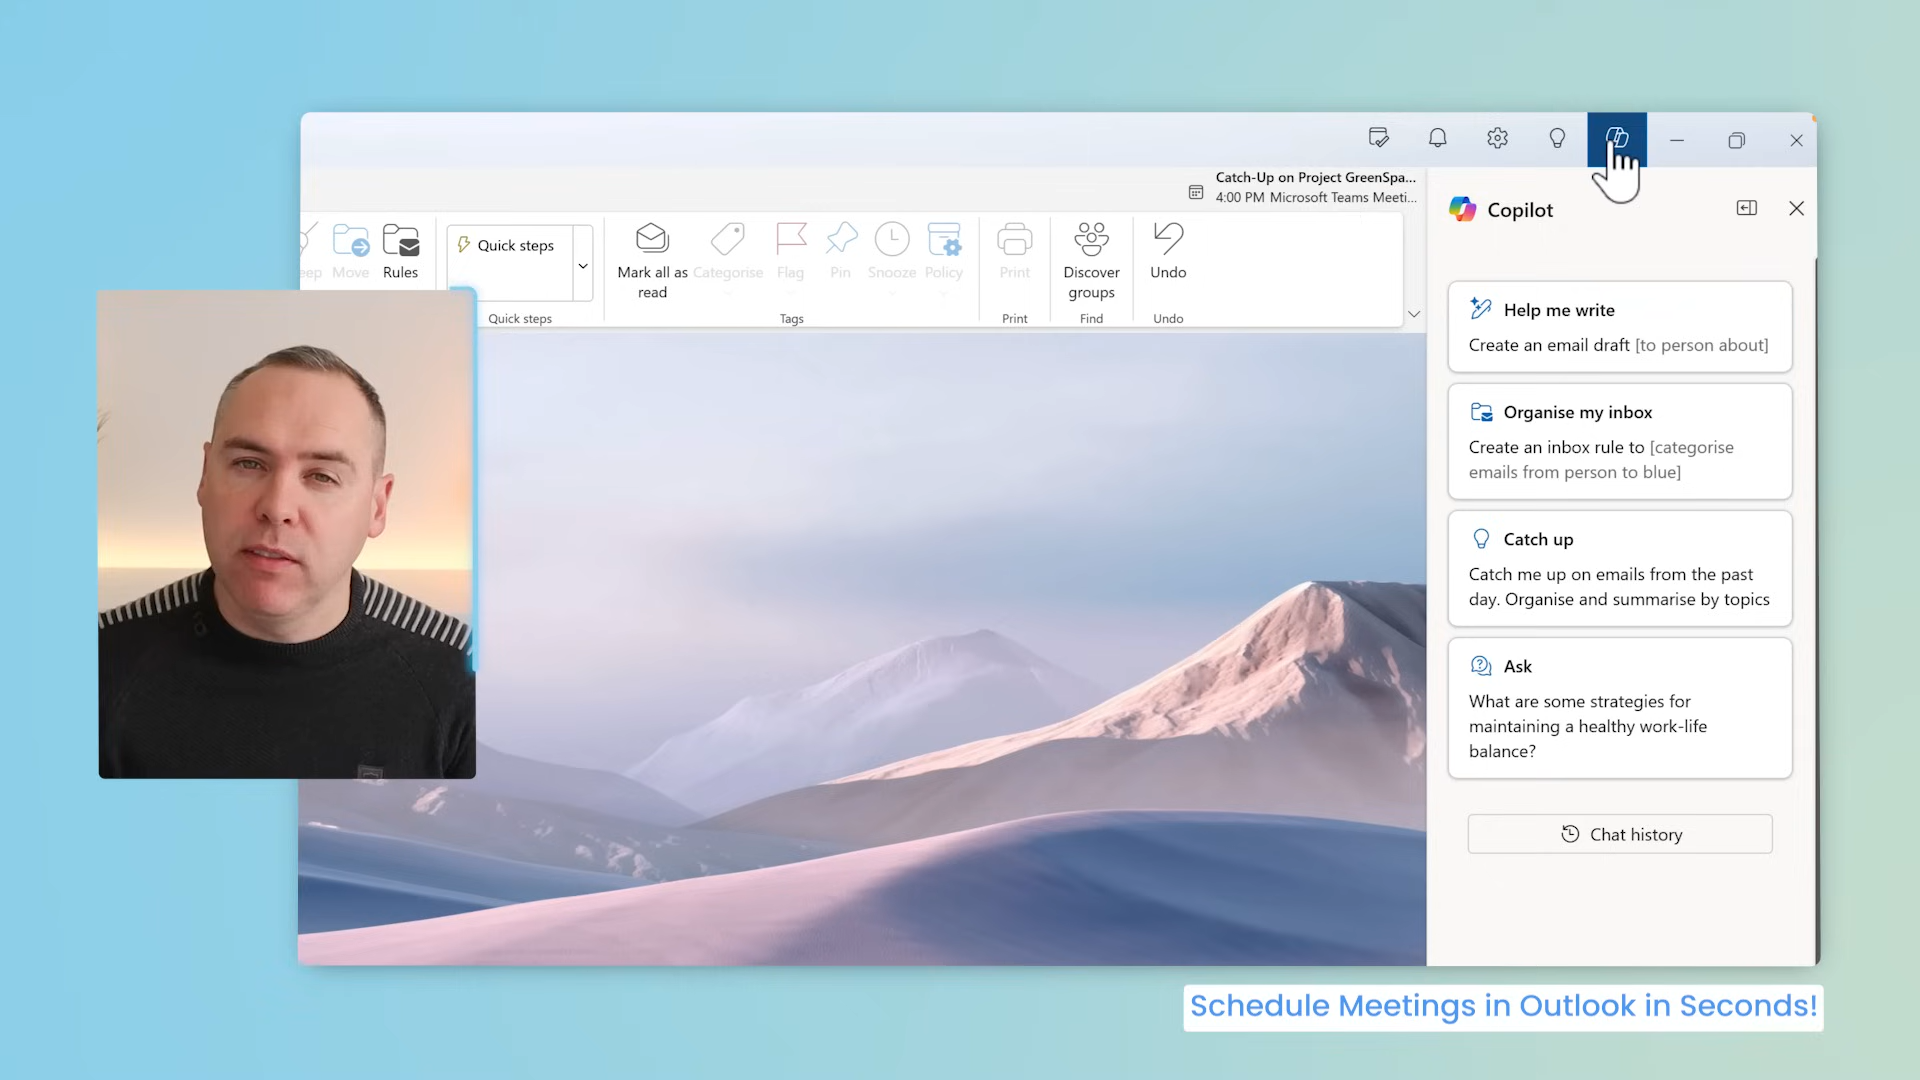 Catch-Up on Project GreenSpa...
4:00 PM Microsoft Teams Meeti...
eep
Move
Rules
Quick steps
Quick steps
Mark all as
read
Categorise
Flag
Pin
Snooze
Policy
Tags
Print
Print
Discover
groups
Find
Undo
Undo
Copilot
Help me write
Create an email draft [to person about]
Organise my inbox
Create an inbox rule to [categorise
emails from person to blue]
Catch up
Catch me up on emails from the past
day. Organise and summarise by topics
Ask
What are some strategies for
maintaining a healthy work-life
balance?
Chat history
Schedule Meetings in Outlook in Seconds!